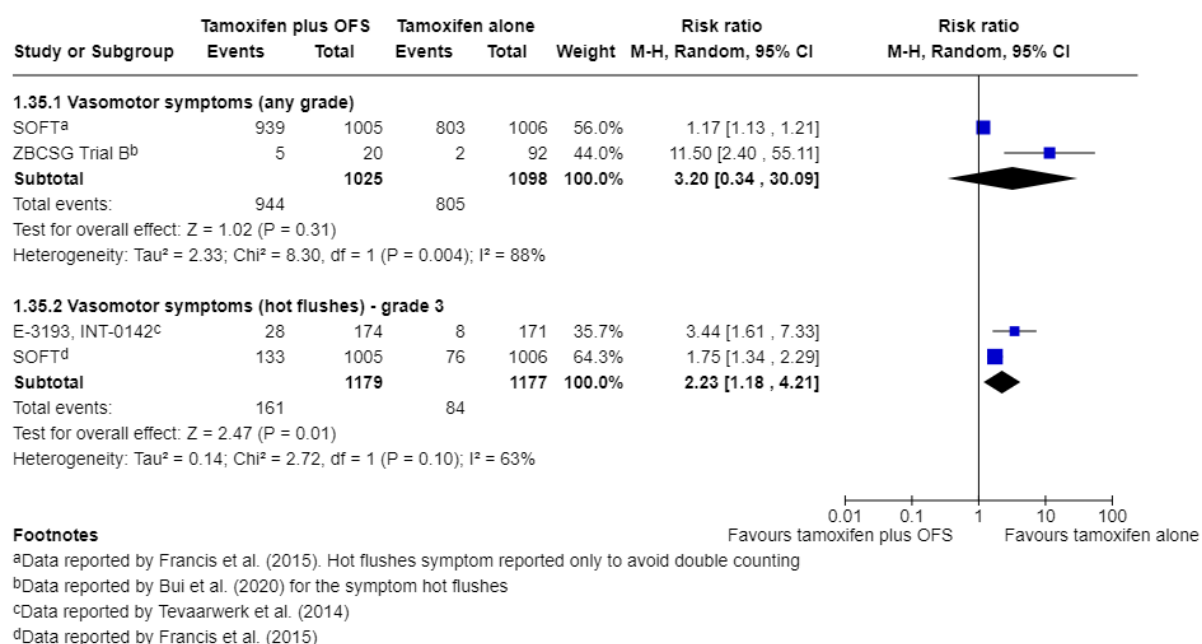 Tamoxifen plus OFS Tamoxifen alone Risk ratio Risk ratio
Study or Subgroup Events Total Events Total Weight M-H, Random, 95% CI M-H, Random, 95% CI
1.35.1 Vasomotor symptoms (any grade)
SOFTᵃ 939 1005 803 1006 56.0% 1.17 [1.13 , 1.21]
ZBCSG Trial Bᵇ 5 20 2 92 44.0% 11.50 [2.40 , 55.11]
Subtotal 1025 1098 100.0% 3.20 [0.34 , 30.09]
Total events: 944 805
Test for overall effect: Z = 1.02 (P = 0.31)
Heterogeneity: Tau² = 2.33; Chi² = 8.30, df = 1 (P = 0.004); I² = 88%
1.35.2 Vasomotor symptoms (hot flushes) - grade 3
E-3193, INT-0142ᶜ 28 174 8 171 35.7% 3.44 [1.61 , 7.33]
SOFTᵈ 133 1005 76 1006 64.3% 1.75 [1.34 , 2.29]
Subtotal 1179 1177 100.0% 2.23 [1.18 , 4.21]
Total events: 161 84
Test for overall effect: Z = 2.47 (P = 0.01)
Heterogeneity: Tau² = 0.14; Chi² = 2.72, df = 1 (P = 0.10); I² = 63%
0.01 0.1 1 10 100
Favours tamoxifen plus OFS Favours tamoxifen alone
Footnotes
ᵃData reported by Francis et al. (2015). Hot flushes symptom reported only to avoid double counting
ᵇData reported by Bui et al. (2020) for the symptom hot flushes
ᶜData reported by Tevaarwerk et al. (2014)
ᵈData reported by Francis et al. (2015)